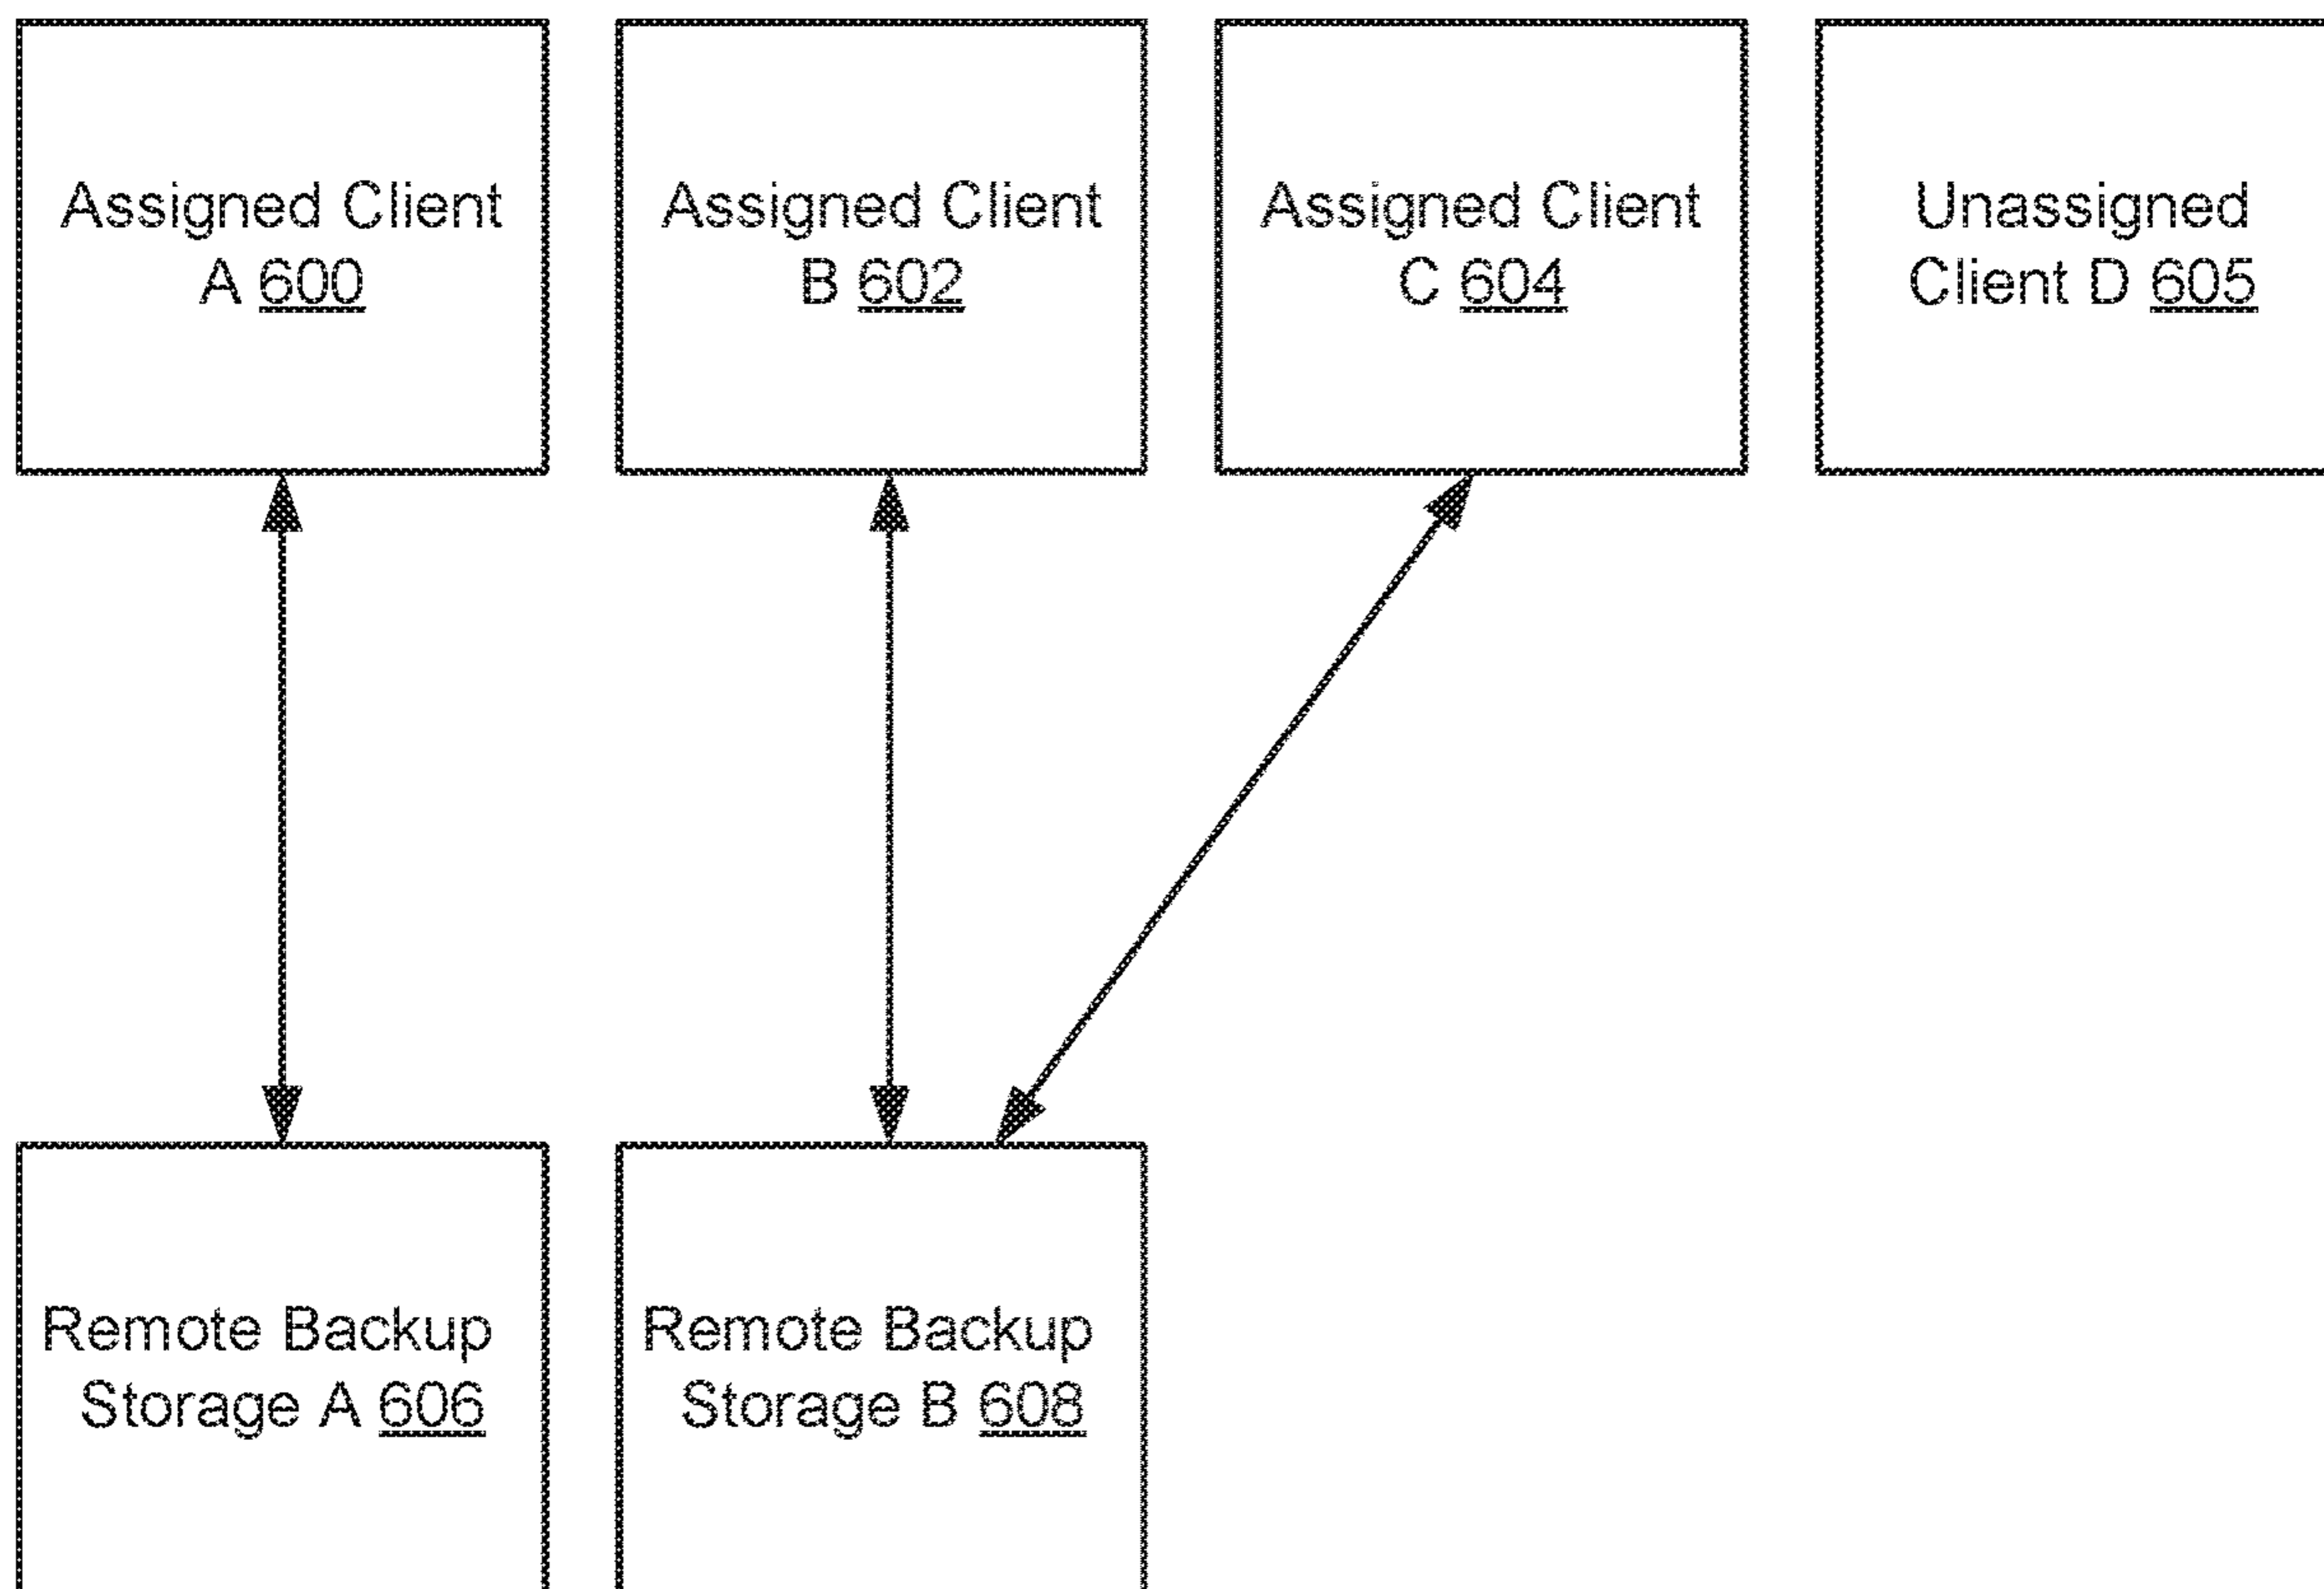 Assigned Client
A 600
Assigned Client
B 602
Assigned Client
C 604
Unassigned
Client D 605
Remote Backup
Storage A 606
Remote Backup
Storage B 608